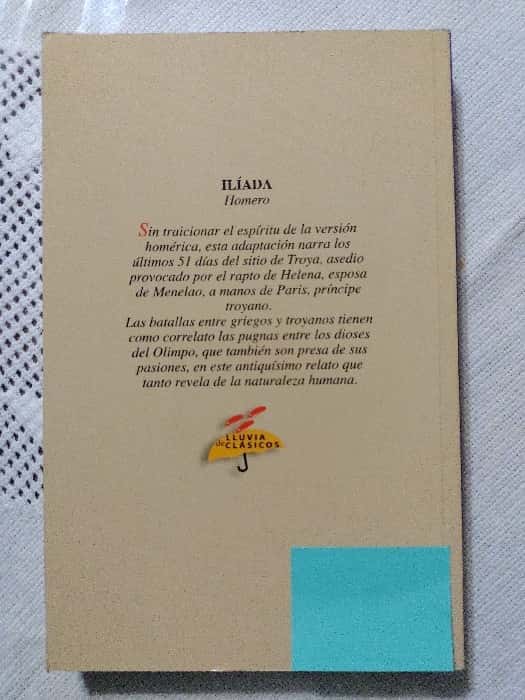 ILÍADA
Homero
Sin traicionar el espíritu de la versión
homérica, esta adaptación narra los
últimos 51 días del sitio de Troya, asedio
provocado por el rapto de Helena, esposa
de Menelao, a manos de Paris, príncipe
troyano.
Las batallas entre griegos y troyanos tienen
como correlato las pugnas entre los dioses
del Olimpo, que también son presa de sus
pasiones, en este antiquísimo relato que
tanto revela de la naturaleza humana.
LLUVIA
de CLÁSICOS